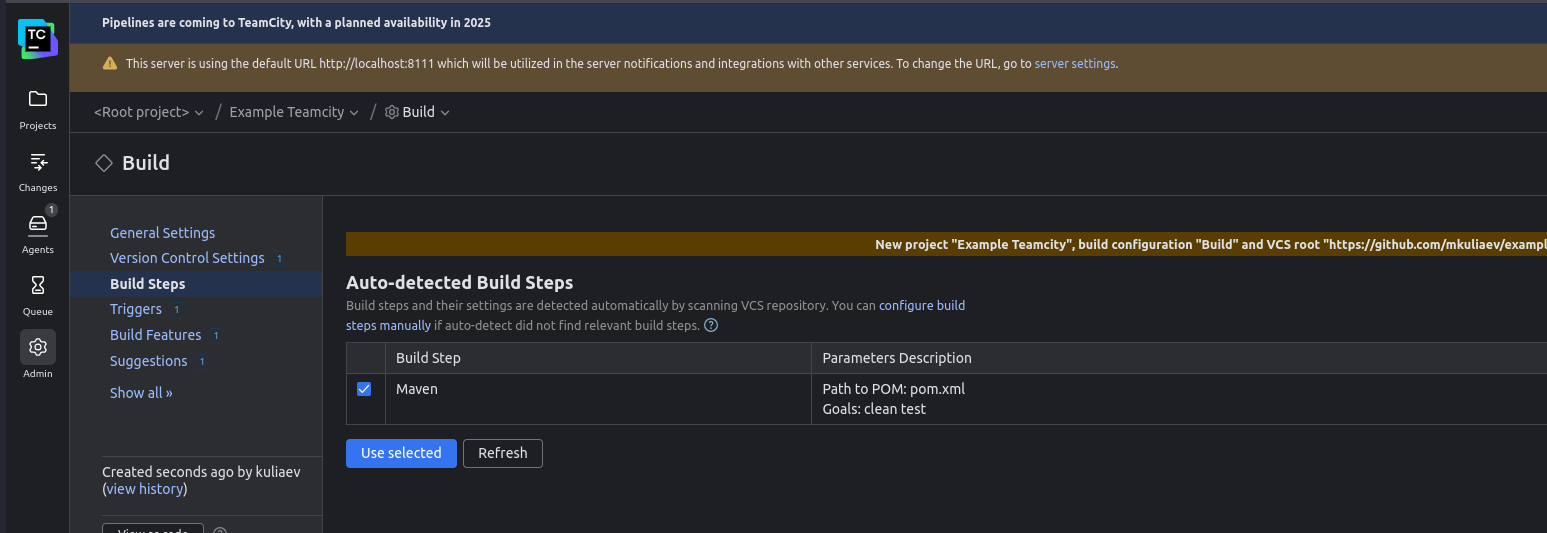 Pipelines are coming to TeamCity, with a planned availability in 2025
TC
This server is using the default URL http://localhost:8111 which will be utilized in the server notifications and integrations with other services. To change the URL, go to server settings.
Projects
<Root project> / Example Teamcity / Build
Changes
Build
1
Agents
General Settings
Version Control Settings 1
Build Steps
Triggers 1
Build Features 1
Suggestions 1
Show all »
Queue
Admin
New project "Example Teamcity", build configuration "Build" and VCS root "https://github.com/mkuliaev/exampl
Auto-detected Build Steps
Build steps and their settings are detected automatically by scanning VCS repository. You can configure build
steps manually if auto-detect did not find relevant build steps. ?
Build Step Parameters Description
Maven Path to POM: pom.xml
Goals: clean test
Use selected Refresh
Created seconds ago by kuliaev
(view history)
View as code ?